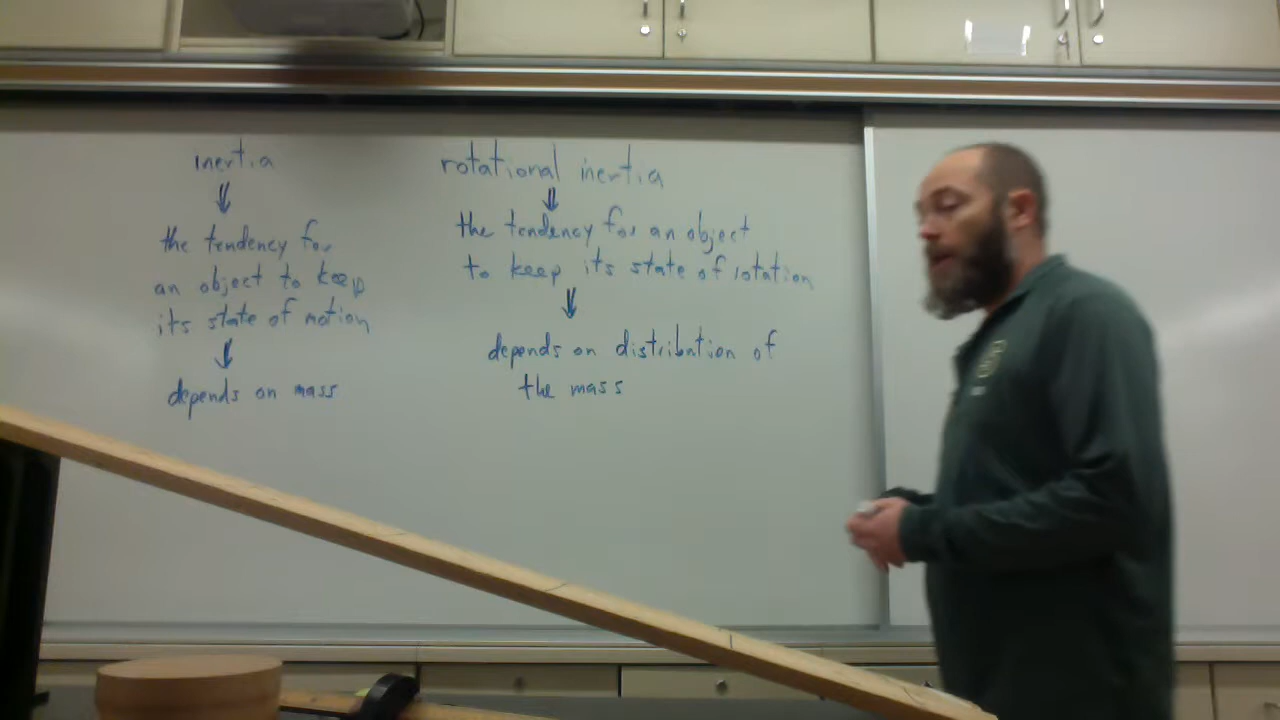 inertia
the tendency for
an object to keep
its state of motion
depends on mass
rotational inertia
the tendency for an object
to keep its state of rotation
depends on distribution of
the mass